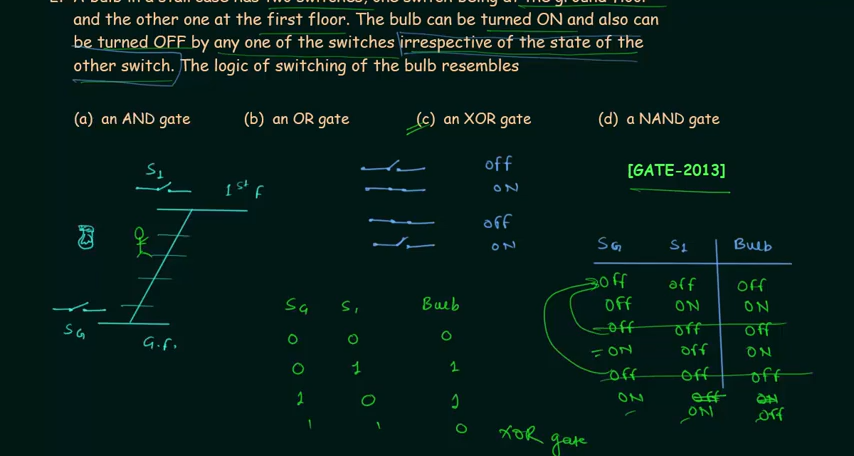 and the other one at the first floor. The bulb can be turned ON and also can
be turned OFF by any one of the switches irrespective of the state of the
other switch. The logic of switching of the bulb resembles
(a) an AND gate (b) an OR gate (c) an XOR gate (d) a NAND gate
[GATE-2013]
S1
1st f
SG
G.f.
off
ON
off
ON
SG S1 Bulb
0 0 0
0 1 1
1 0 1
1 1 0
XOR gate
SG S1 Bulb
off off off
off ON ON
off off off
ON off ON
off off off
ON off ON
ON off